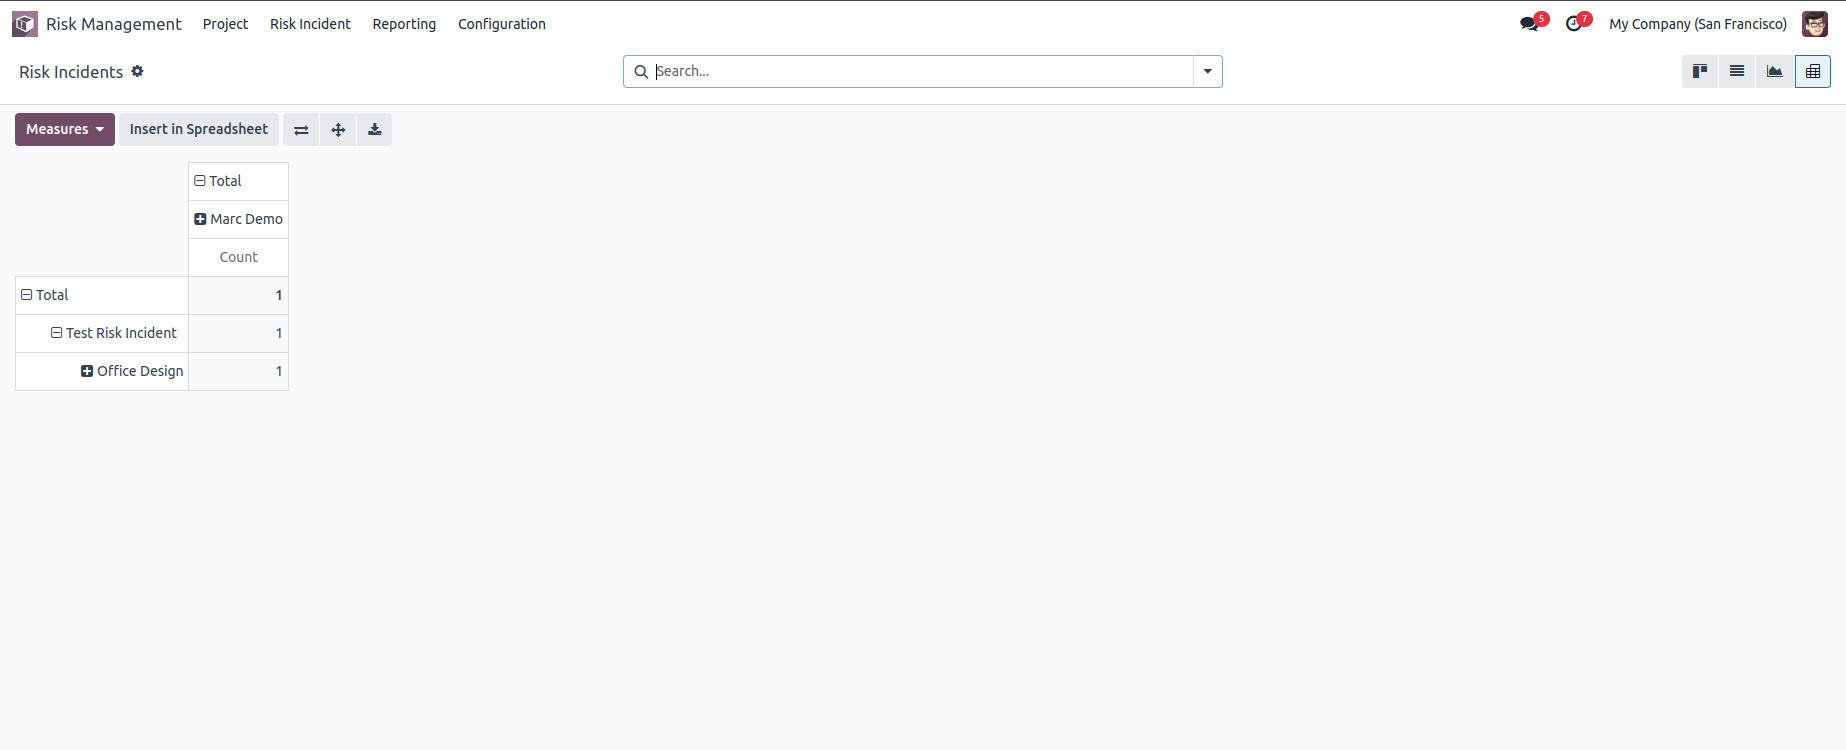 Risk Management Project Risk Incident Reporting Configuration 5 7 My Company (San Francisco)
Risk Incidents Search...
Measures Insert in Spreadsheet
Total
Marc Demo
Count
Total 1
Test Risk Incident 1
Office Design 1